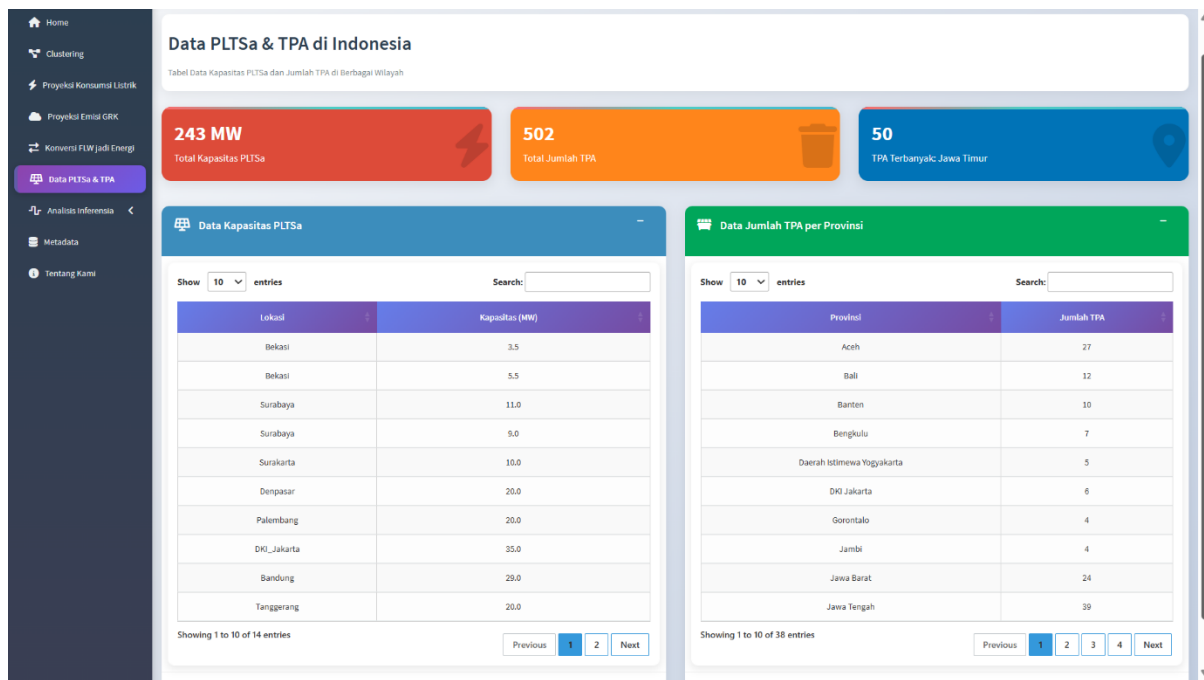 Home
Clustering
Proyeksi Konsumsi Listrik
Proyeksi Emisi GRK
Konversi FLW jadi Energi
Data PLTSa & TPA
Analisis Inferensia
Metadata
Tentang Kami
Data PLTSa & TPA di Indonesia
Tabel Data Kapasitas PLTSa dan Jumlah TPA di Berbagai Wilayah
243 MW
Total Kapasitas PLTSa
502
Total Jumlah TPA
50
TPA Terbanyak: Jawa Timur
Data Kapasitas PLTSa
Show 10 entries Search:
Lokasi Kapasitas (MW)
Bekasi 3.5
Bekasi 5.5
Surabaya 11.0
Surabaya 9.0
Surakarta 10.0
Denpasar 20.0
Palembang 20.0
DKI_Jakarta 35.0
Bandung 29.0
Tanggerang 20.0
Showing 1 to 10 of 14 entries
Previous 1 2 Next
Data Jumlah TPA per Provinsi
Show 10 entries Search:
Provinsi Jumlah TPA
Aceh 27
Bali 12
Banten 10
Bengkulu 7
Daerah Istimewa Yogyakarta 5
DKI Jakarta 6
Gorontalo 4
Jambi 4
Jawa Barat 24
Jawa Tengah 39
Showing 1 to 10 of 38 entries
Previous 1 2 3 4 Next